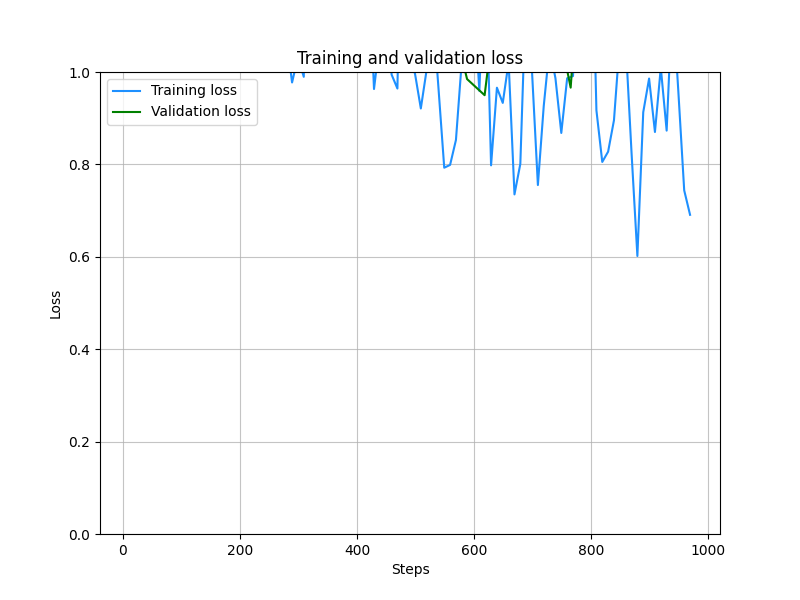 Training and validation loss
Training loss
Validation loss
1.0
0.8
0.6
0.4
0.2
0.0
Loss
0 200 400 600 800 1000
Steps